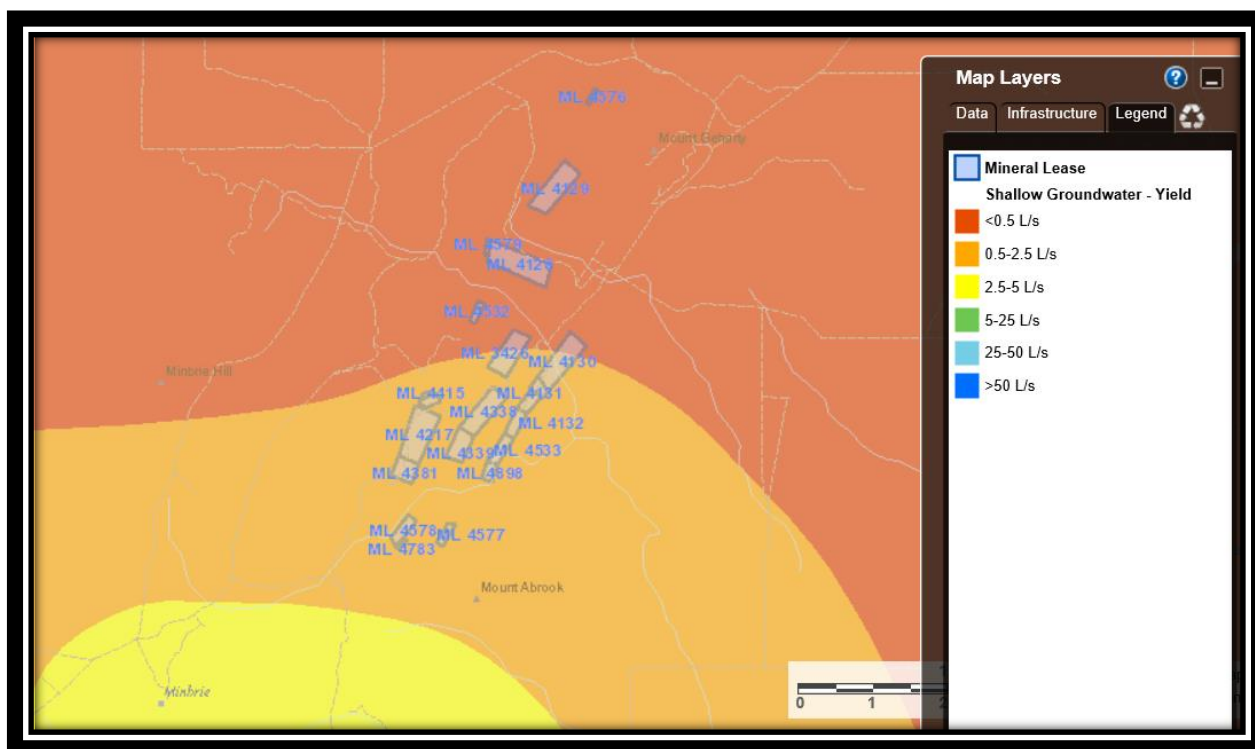 Map Layers
Data Infrastructure Legend
Mineral Lease
Shallow Groundwater - Yield
<0.5 L/s
0.5-2.5 L/s
2.5-5 L/s
5-25 L/s
25-50 L/s
>50 L/s
ML 4576
Mount Geharty
ML 4129
ML 4579
ML 4128
ML 4532
ML 3426
ML 4130
Minbrie Hill
ML 4415
ML 4131
ML 4338
ML 4132
ML 4217
ML 4339
ML 4533
ML 4381
ML 4898
ML 4578
ML 4577
ML 4783
Mount Abrook
Minbrie
0 1 2